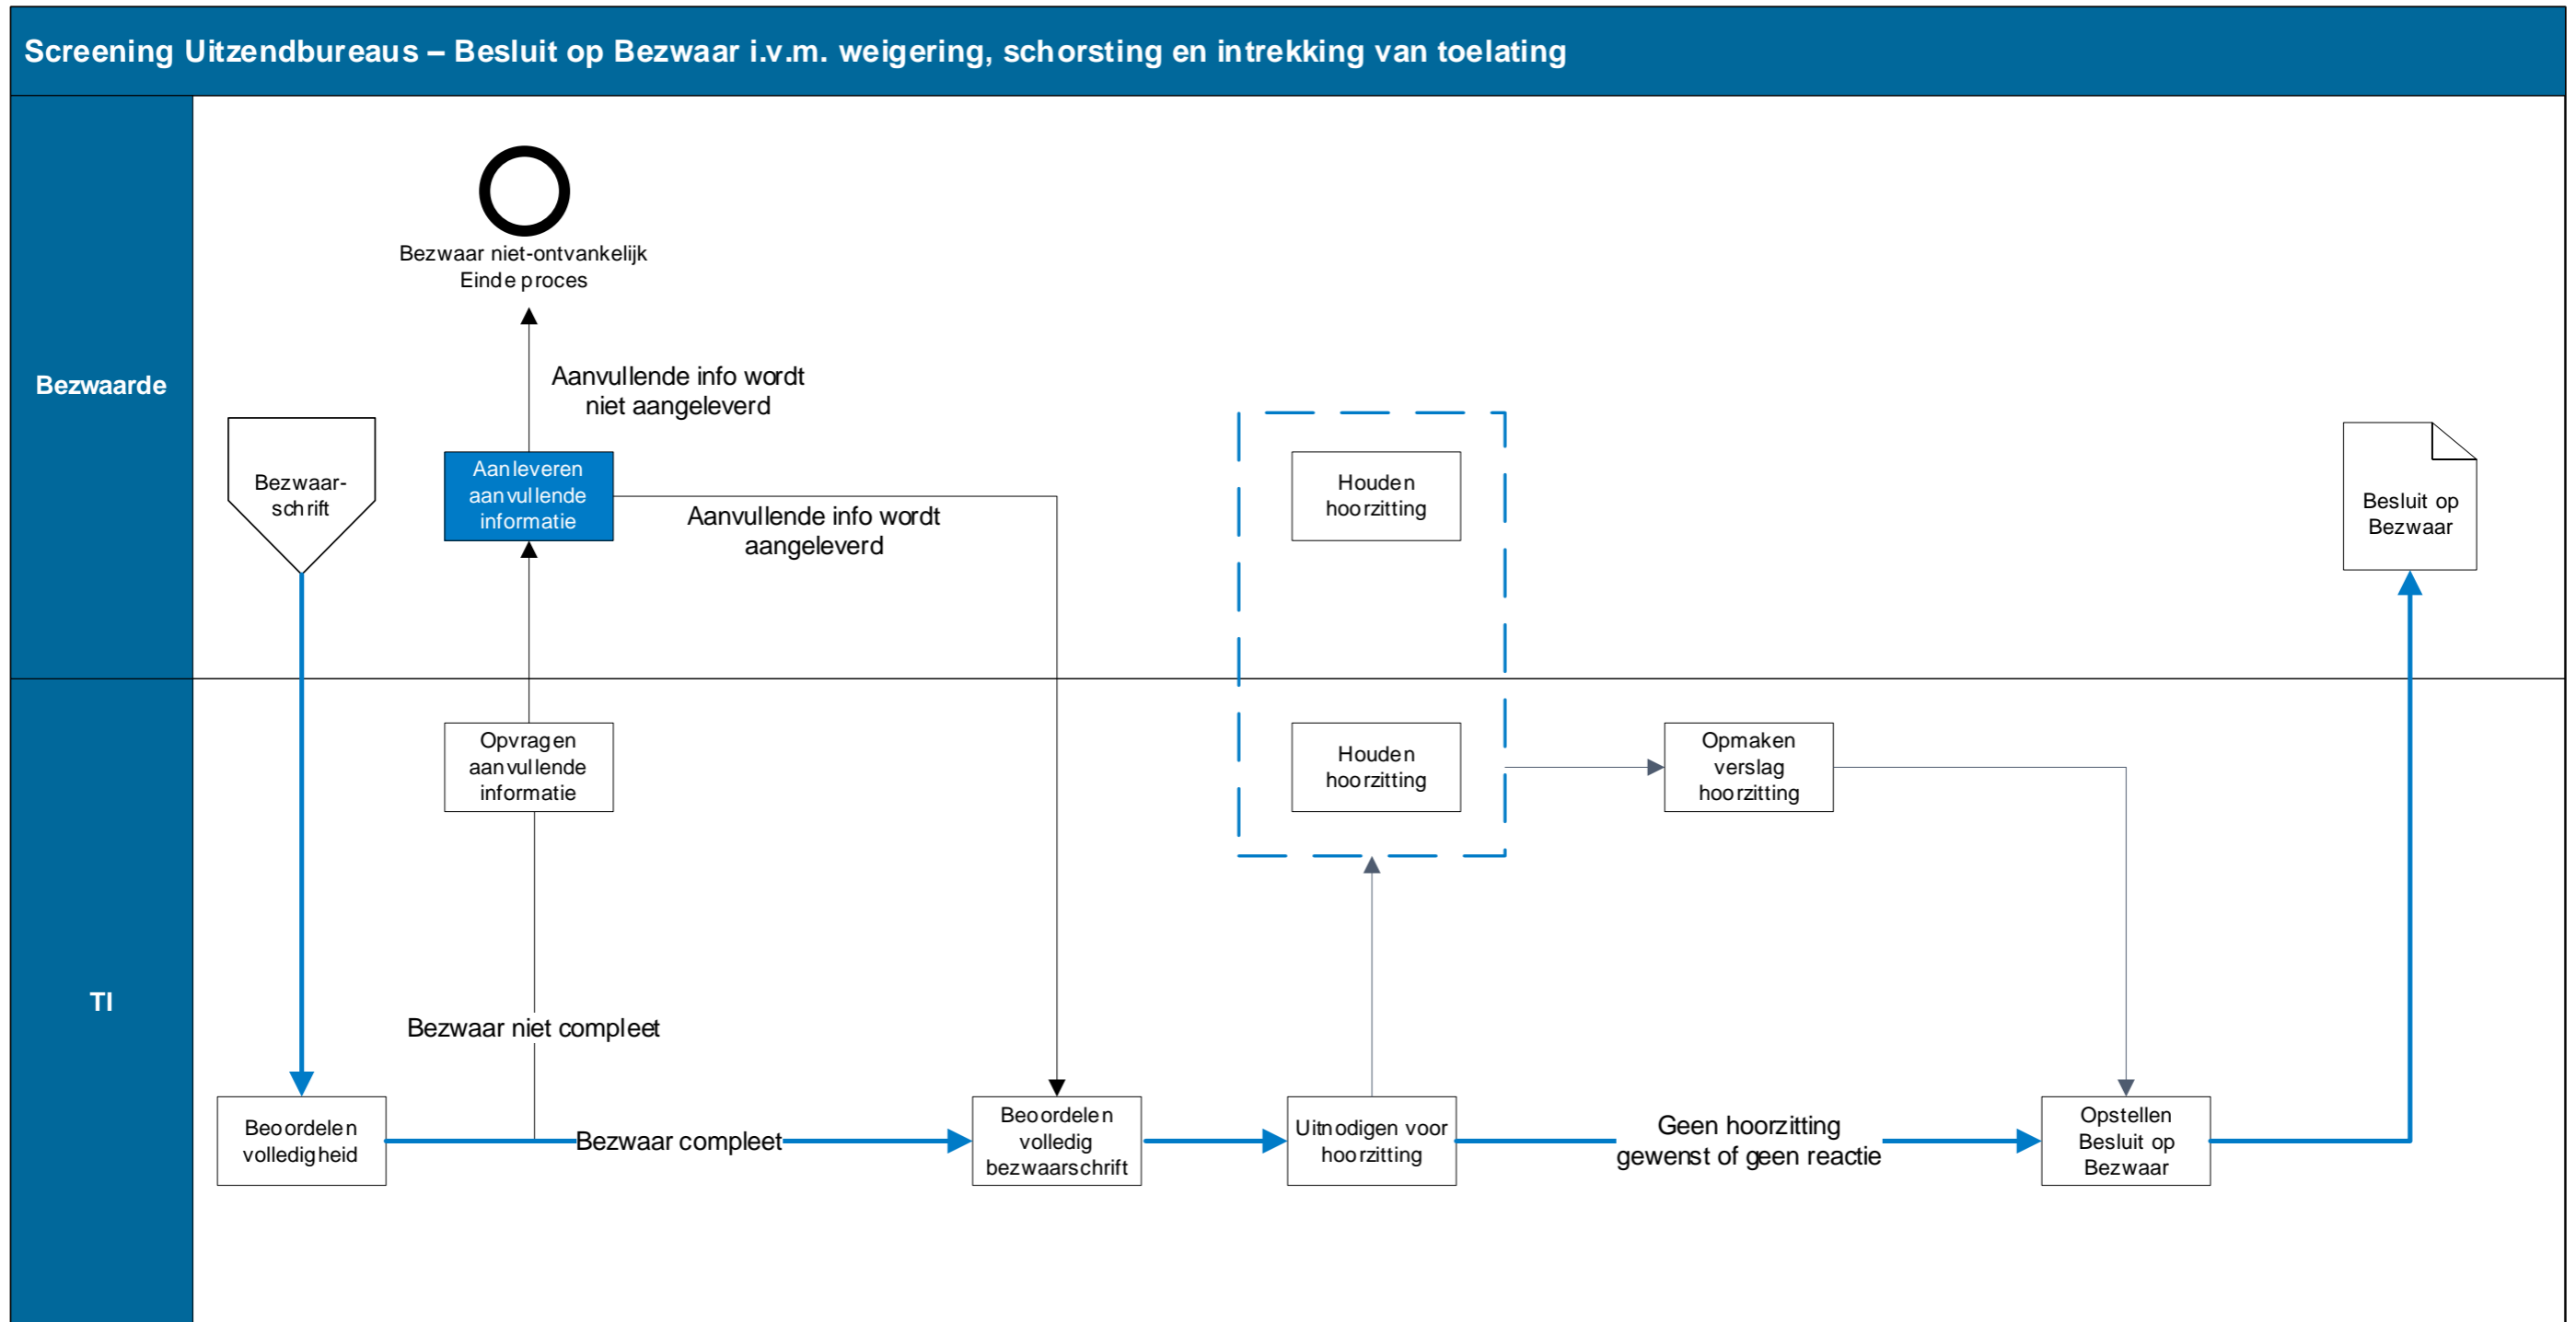 Screening Uitzendbureaus – Besluit op Bezwaar i.v.m. weigering, schorsting en intrekking van toelating
Bezwaarde
Bezwaar niet-ontvankelijk
Einde proces
Aanvullende info wordt
niet aangeleverd
Bezwaar-
schrift
Aanleveren
aanvullende
informatie
Aanvullende info wordt
aangeleverd
Houden
hoorzitting
Besluit op
Bezwaar
TI
Opvragen
aanvullende
informatie
Houden
hoorzitting
Opmaken
verslag
hoorzitting
Bezwaar niet compleet
Beoordelen
volledigheid
Bezwaar compleet
Beoordelen
volledig
bezwaarschrift
Uitnodigen voor
hoorzitting
Geen hoorzitting
gewenst of geen reactie
Opstellen
Besluit op
Bezwaar